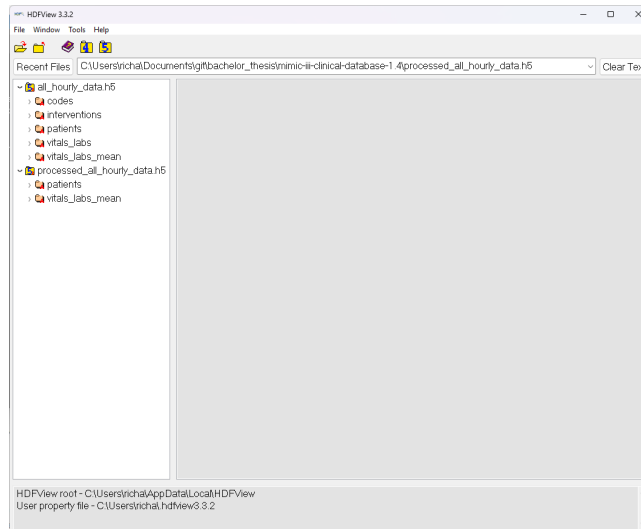 HDFView 3.3.2
File Window Tools Help
Recent Files C:\Users\richa\Documents\git\bachelor_thesis\mimic-iii-clinical-database-1.4\processed_all_hourly_data.h5 Clear Tex
all_hourly_data.h5
codes
interventions
patients
vitals_labs
vitals_labs_mean
processed_all_hourly_data.h5
patients
vitals_labs_mean
HDFView root - C:\Users\richa\AppData\Local\HDFView
User property file - C:\Users\richa\.hdfview3.3.2